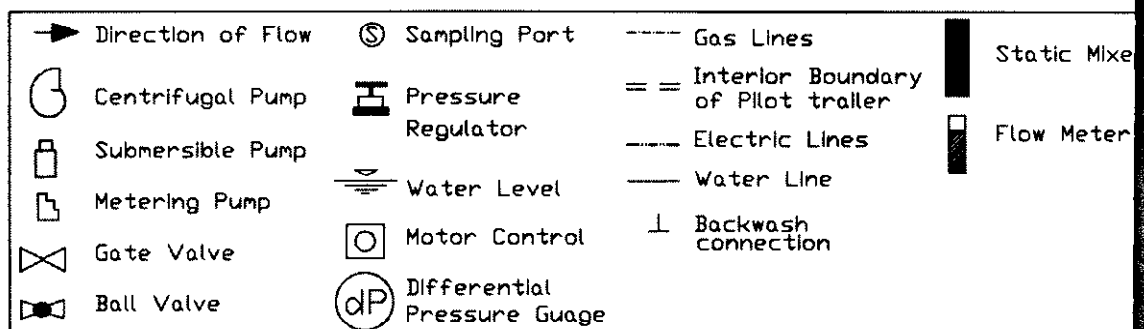 Direction of Flow
Centrifugal Pump
Submersible Pump
Metering Pump
Gate Valve
Ball Valve
S Sampling Port
Pressure
Regulator
Water Level
Motor Control
dP Differential
Pressure Guage
Gas Lines
Interior Boundary
of Pilot trailer
Electric Lines
Water Line
Backwash
connection
Static Mixe
Flow Meter